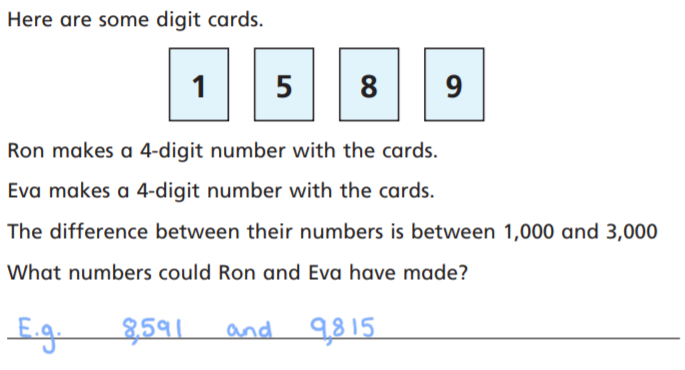 Here are some digit cards.
1 5 8 9
Ron makes a 4-digit number with the cards.
Eva makes a 4-digit number with the cards.
The difference between their numbers is between 1,000 and 3,000
What numbers could Ron and Eva have made?
E.g. 8,591 and 9,815